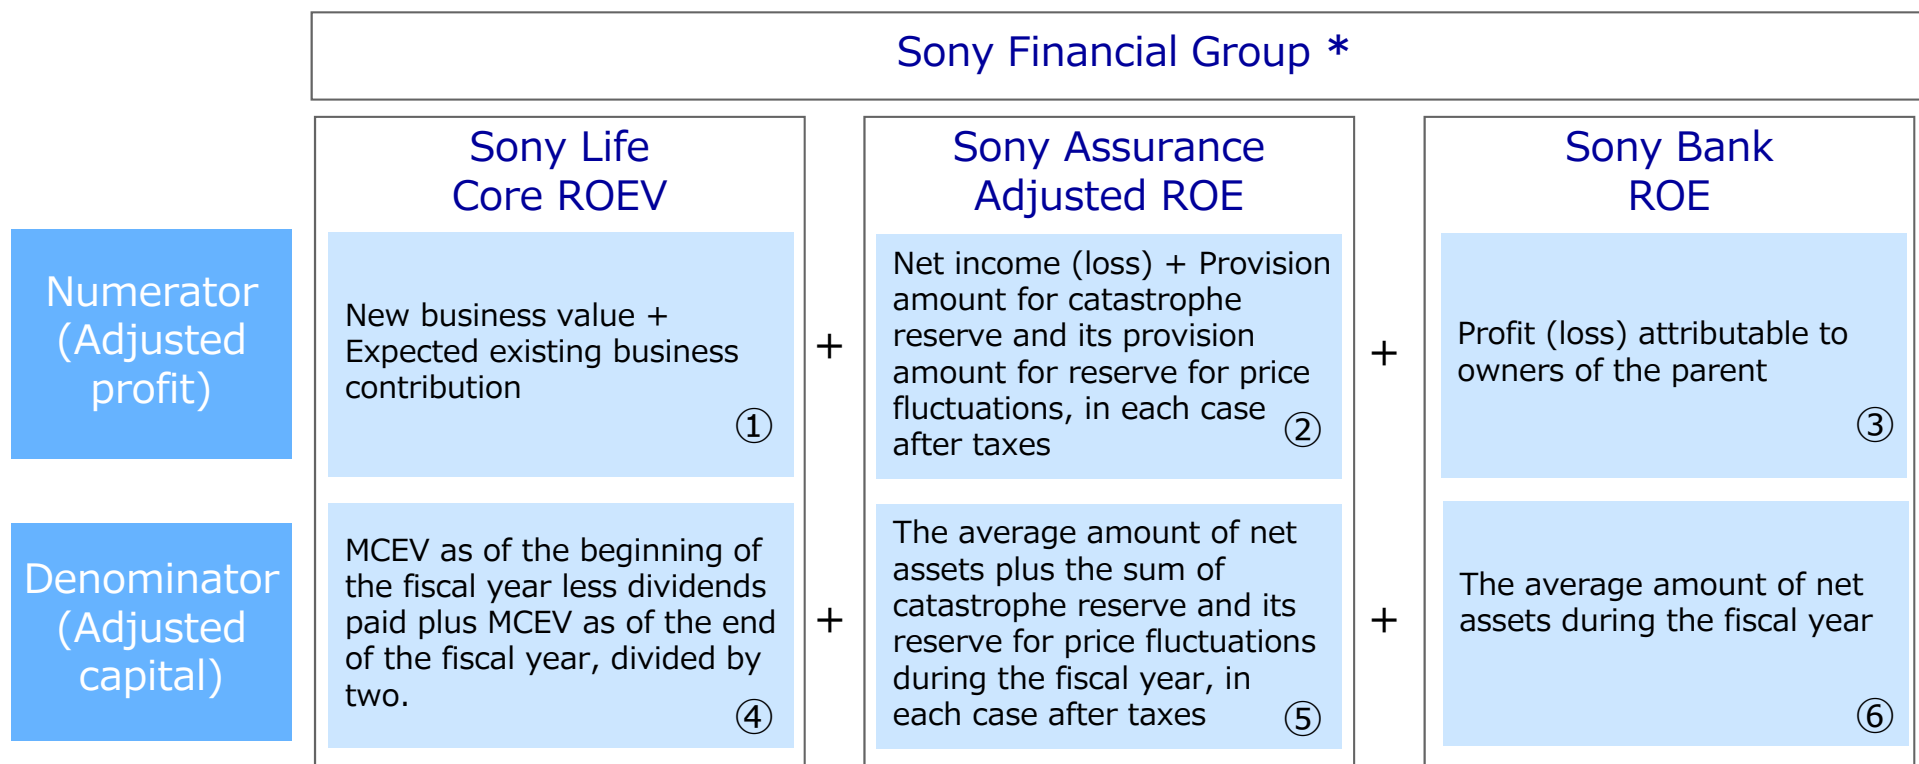 Sony Financial Group *
Sony Life
Core ROEV
Sony Assurance
Adjusted ROE
Sony Bank
ROE
Numerator
(Adjusted
profit)
New business value +
Expected existing business
contribution
①
+
Net income (loss) + Provision
amount for catastrophe
reserve and its provision
amount for reserve for price
fluctuations, in each case
after taxes
②
+
Profit (loss) attributable to
owners of the parent
③
Denominator
(Adjusted
capital)
MCEV as of the beginning of
the fiscal year less dividends
paid plus MCEV as of the end
of the fiscal year, divided by
two.
④
+
The average amount of net
assets plus the sum of
catastrophe reserve and its
reserve for price fluctuations
during the fiscal year, in
each case after taxes
⑤
+
The average amount of net
assets during the fiscal year
⑥